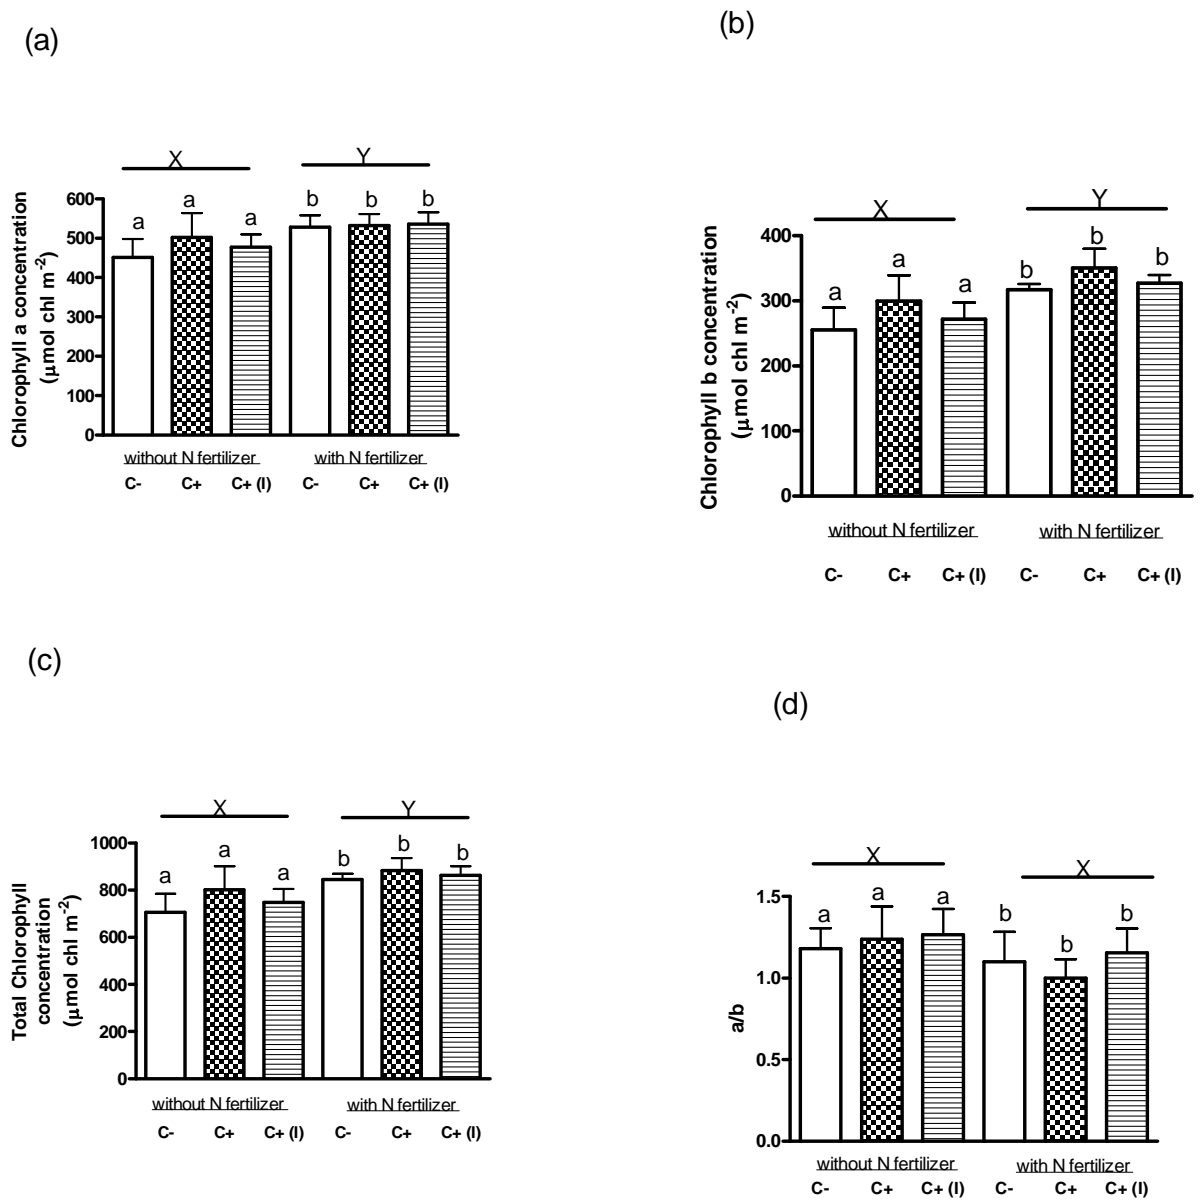 (a)
X
Y
Chlorophyll a concentration
(μmol chl m-2)
600
500
400
300
200
100
0
a
a
a
b
b
b
without N fertilizer
with N fertilizer
C-
C+
C+ (I)
C-
C+
C+ (I)
(b)
X
Y
Chlorophyll b concentration
(μmol chl m-2)
400
300
200
100
0
a
a
a
b
b
b
without N fertilizer
with N fertilizer
C-
C+
C+ (I)
C-
C+
C+ (I)
(c)
X
Y
Total Chlorophyll
concentration
(μmol chl m-2)
1000
800
600
400
200
0
a
a
a
b
b
b
without N fertilizer
with N fertilizer
C-
C+
C+ (I)
C-
C+
C+ (I)
(d)
X
X
a/b
1.5
1.0
0.5
0.0
a
a
a
b
b
b
without N fertilizer
with N fertilizer
C-
C+
C+ (I)
C-
C+
C+ (I)